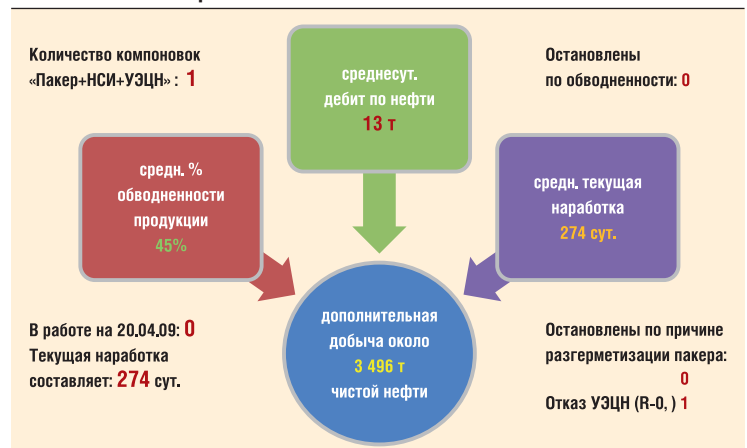 Количество компоновок
«Пакер+НСИ+УЭЦН» : 1
среднесут.
дебит по нефти
13 т
Остановлены
по обводненности: 0
средн. %
обводненности
продукции
45%
средн. текущая
наработка
274 сут.
дополнительная
добыча около
3 496 т
чистой нефти
В работе на 20.04.09: 0
Текущая наработка
составляет: 274 сут.
Остановлены по причине
разгерметизации пакера:
0
Отказ УЭЦН (R-0, ) 1